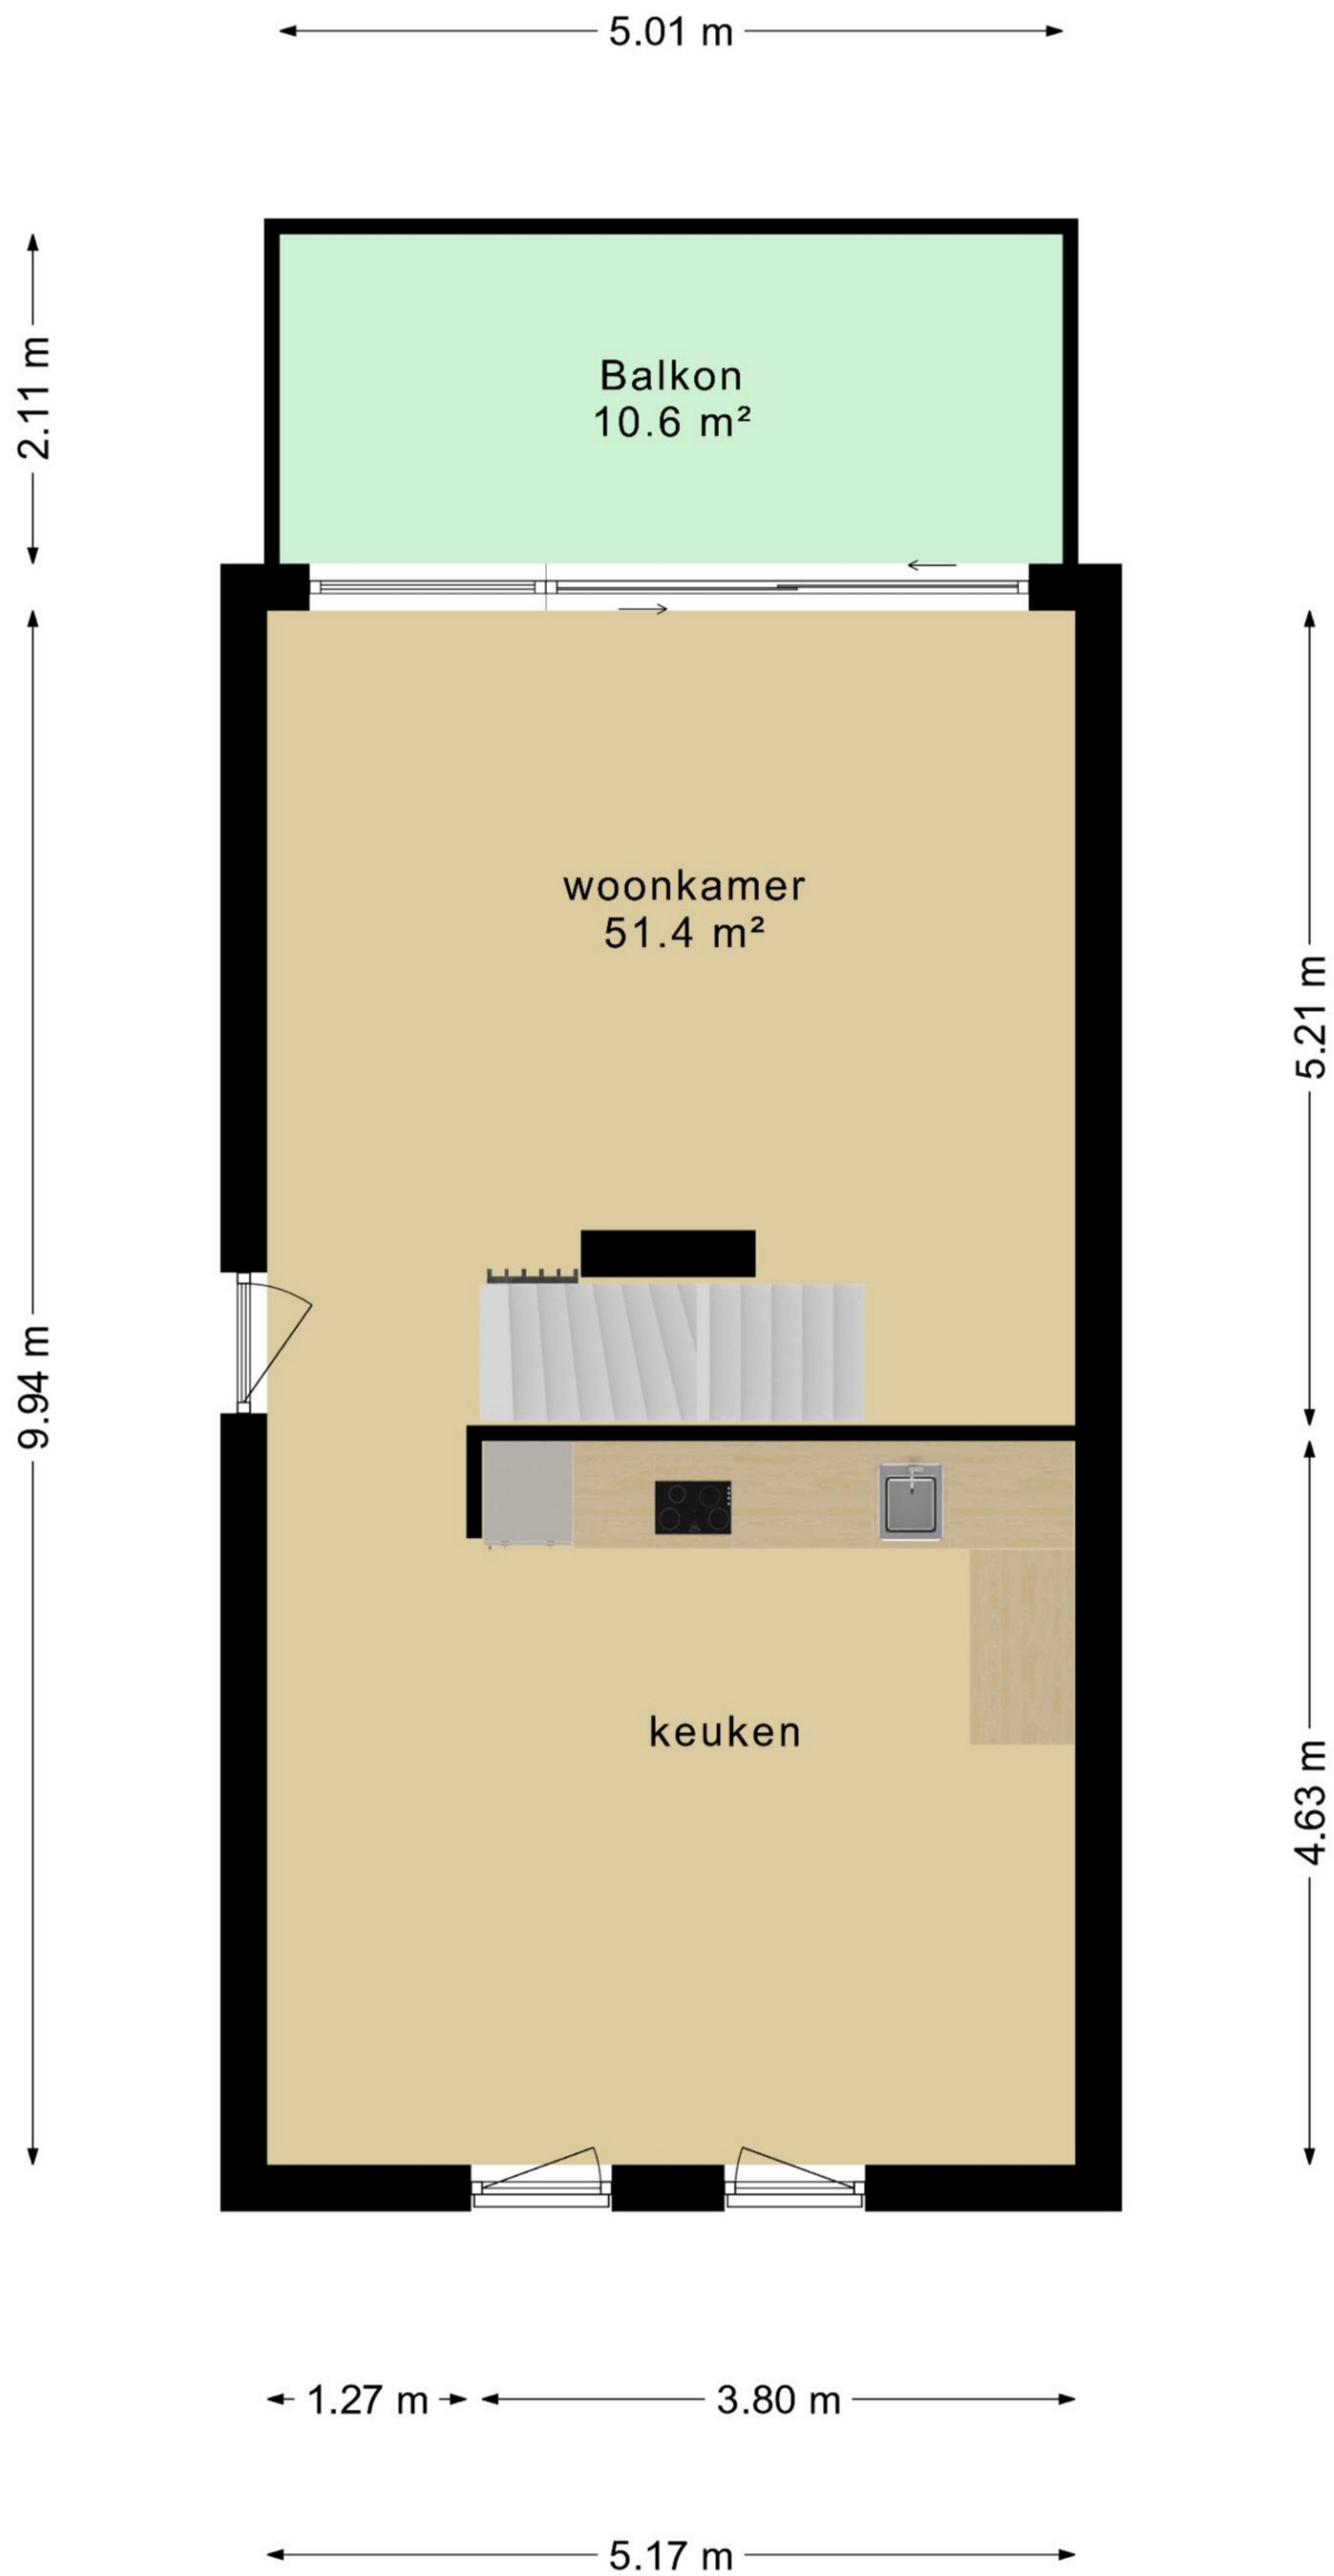 5.01 m
2.11 m
Balkon
10.6 m²
woonkamer
51.4 m²
5.21 m
9.94 m
keuken
4.63 m
1.27 m
3.80 m
5.17 m